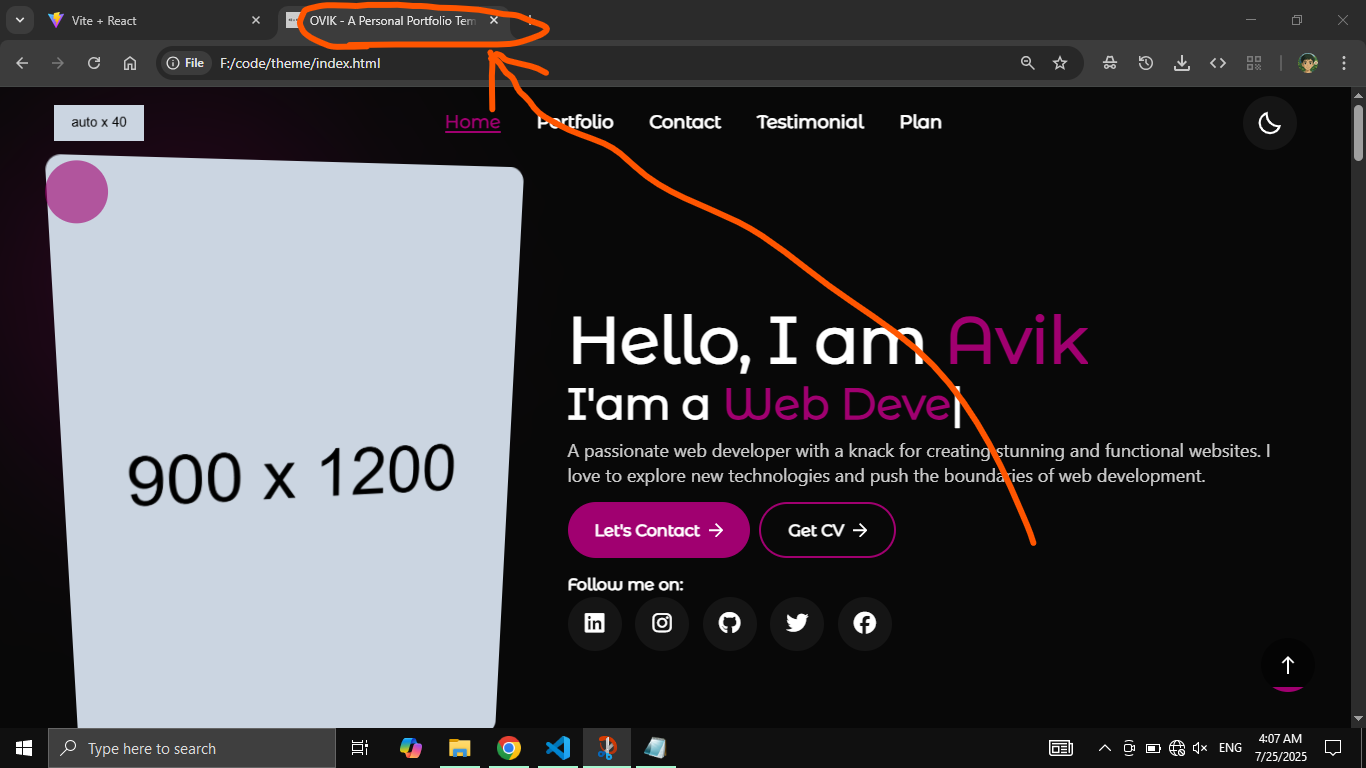 Vite + React
OVIK - A Personal Portfolio Tem
File
F:/code/theme/index.html
auto x 40
Home
Portfolio
Contact
Testimonial
Plan
900 x 1200
Hello, I am Avik
I'am a Web Deve|
A passionate web developer with a knack for creating stunning and functional websites. I
love to explore new technologies and push the boundaries of web development.
Let's Contact
Get CV
Follow me on:
Type here to search
ENG
4:07 AM
7/25/2025